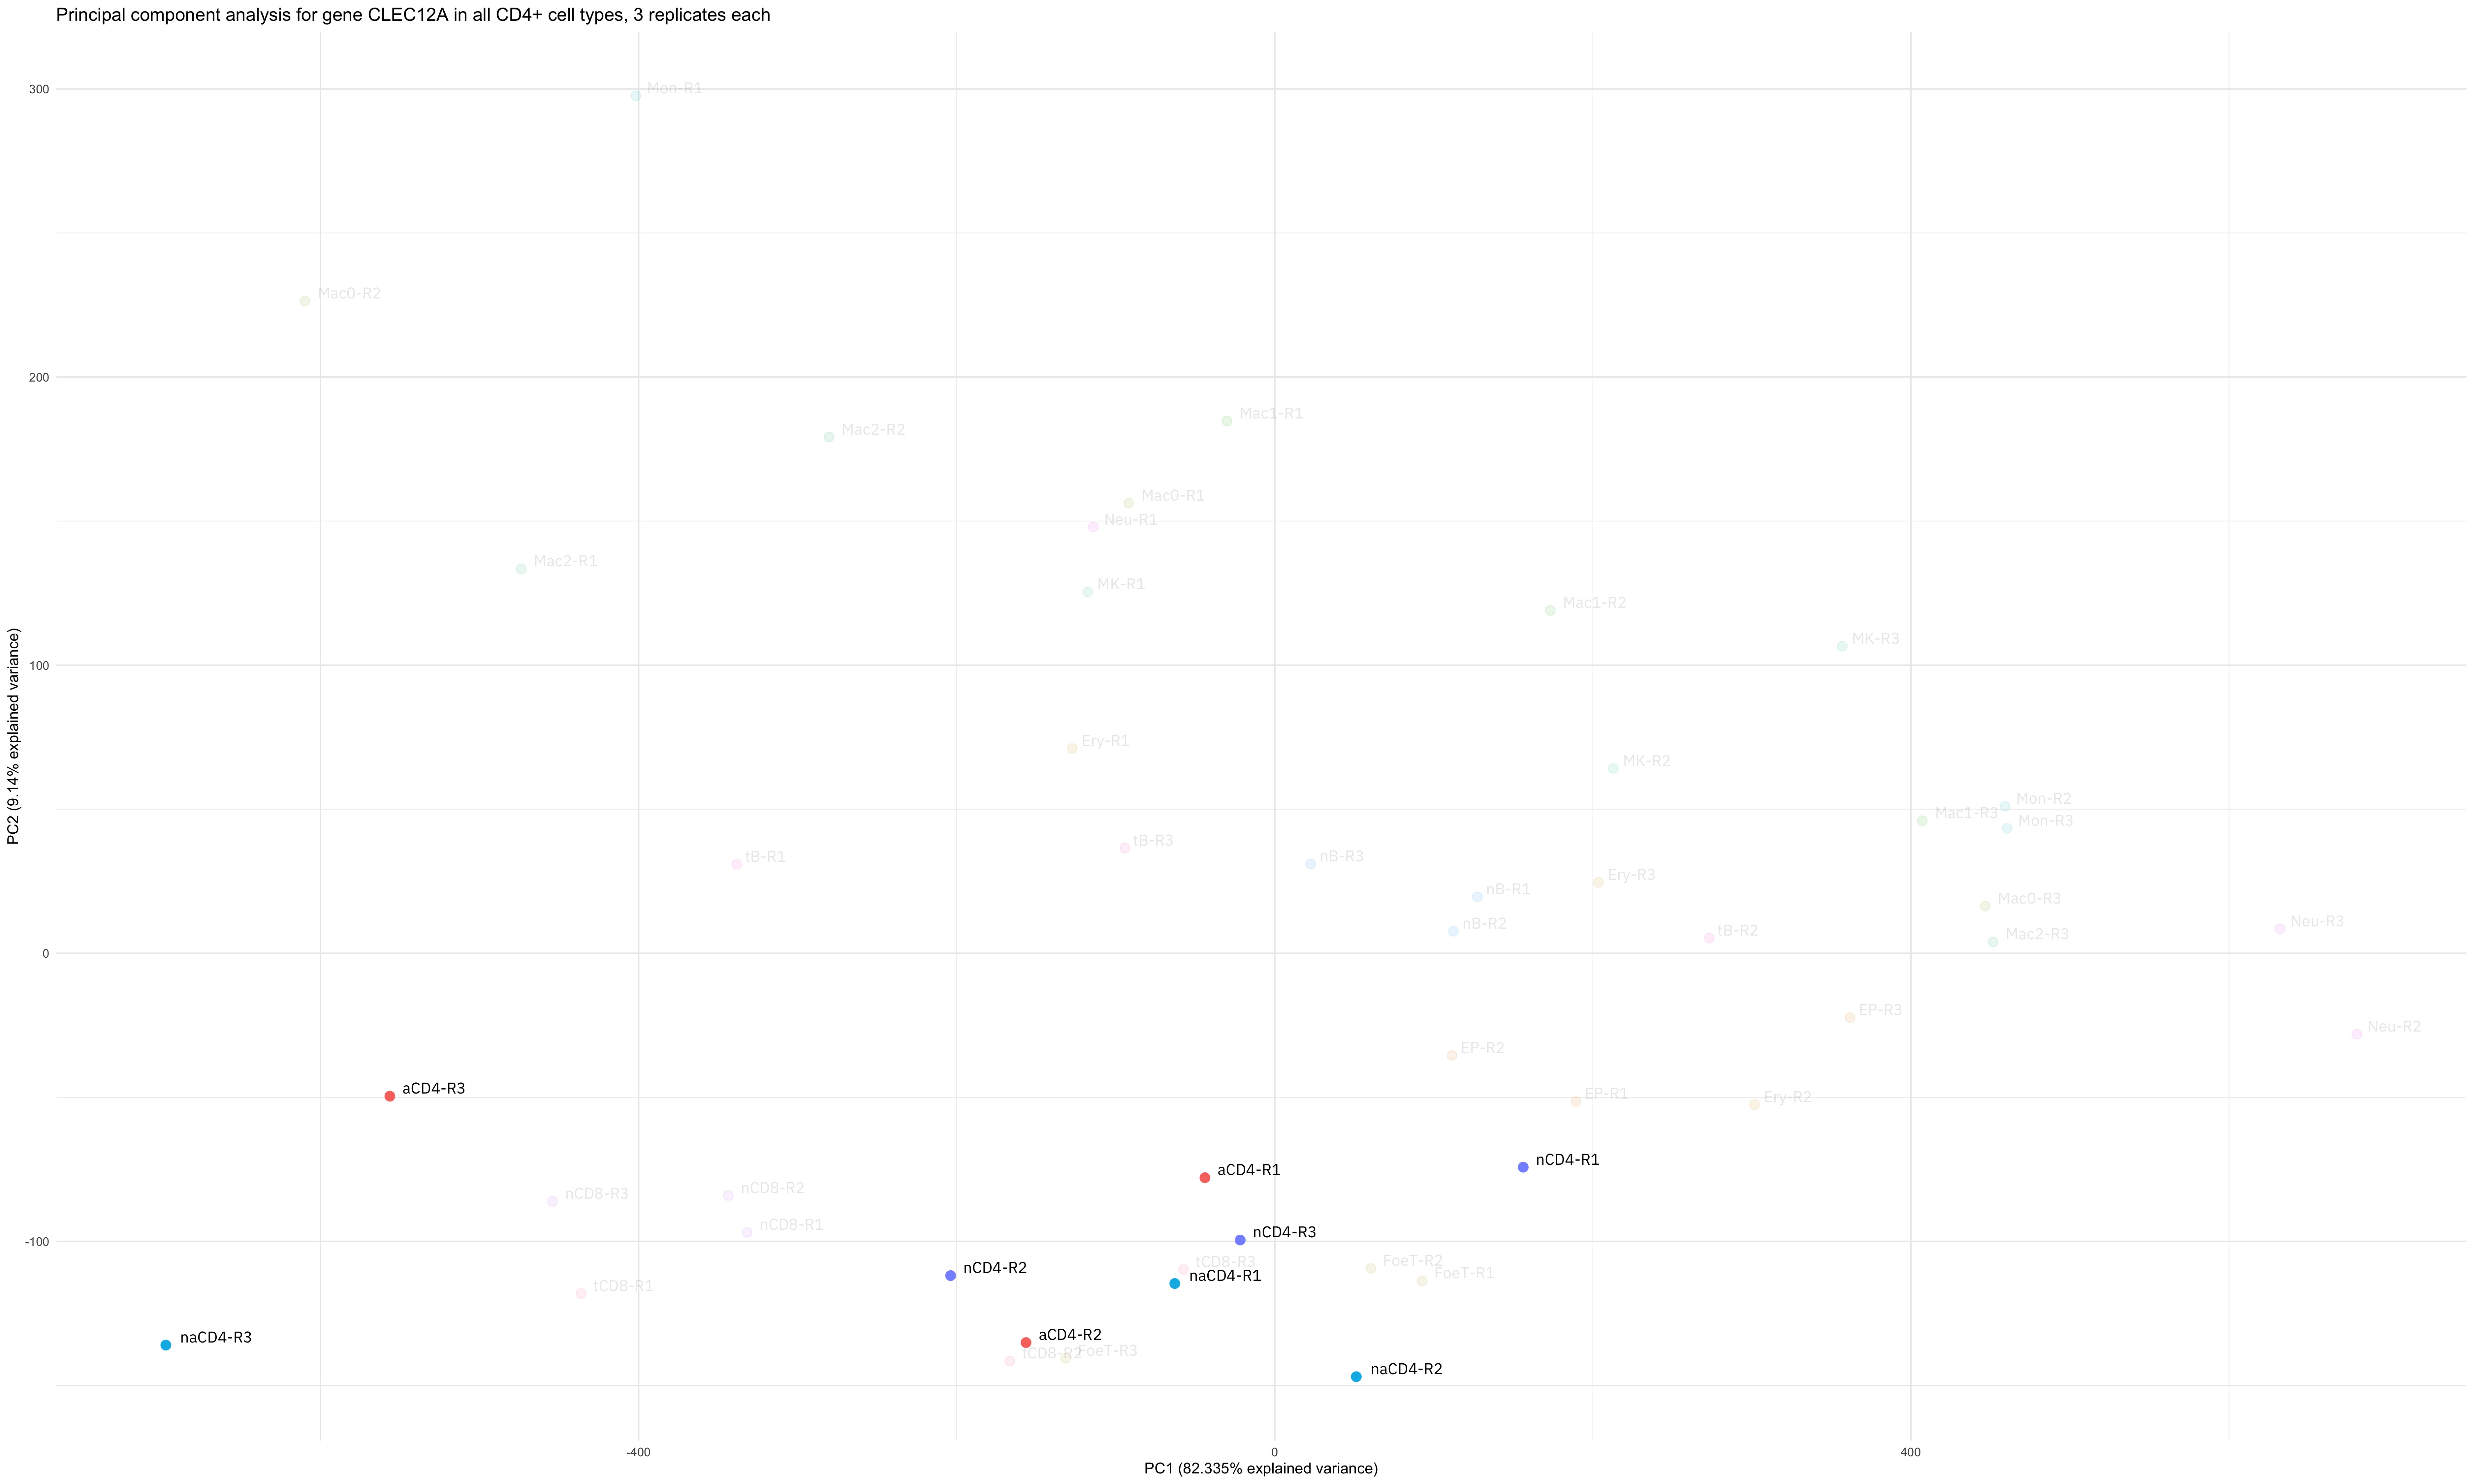 Principal component analysis for gene CLEC12A in all CD4+ cell types, 3 replicates each
300
Mon-R1
Mac0-R2
200
Mac1-R1
Mac2-R2
Mac0-R1
Neu-R1
Mac2-R1
MK-R1
Mac1-R2
100
MK-R3
Ery-R1
MK-R2
Mon-R2
Mac1-R3
Mon-R3
tB-R3
tB-R1
nB-R3
Ery-R3
nB-R1
Mac0-R3
nB-R2
Neu-R3
tB-R2
Mac2-R3
0
EP-R3
Neu-R2
EP-R2
aCD4-R3
EP-R1
Ery-R2
nCD4-R1
aCD4-R1
nCD8-R2
nCD8-R3
nCD8-R1
nCD4-R3
-100
FoeT-R2
tCD8-R3
nCD4-R2
FoeT-R1
naCD4-R1
tCD8-R1
aCD4-R2
naCD4-R3
FoeT-R3
tCD8-R2
naCD4-R2
-400
0
400
PC1 (82.335% explained variance)
PC2 (9.14% explained variance)